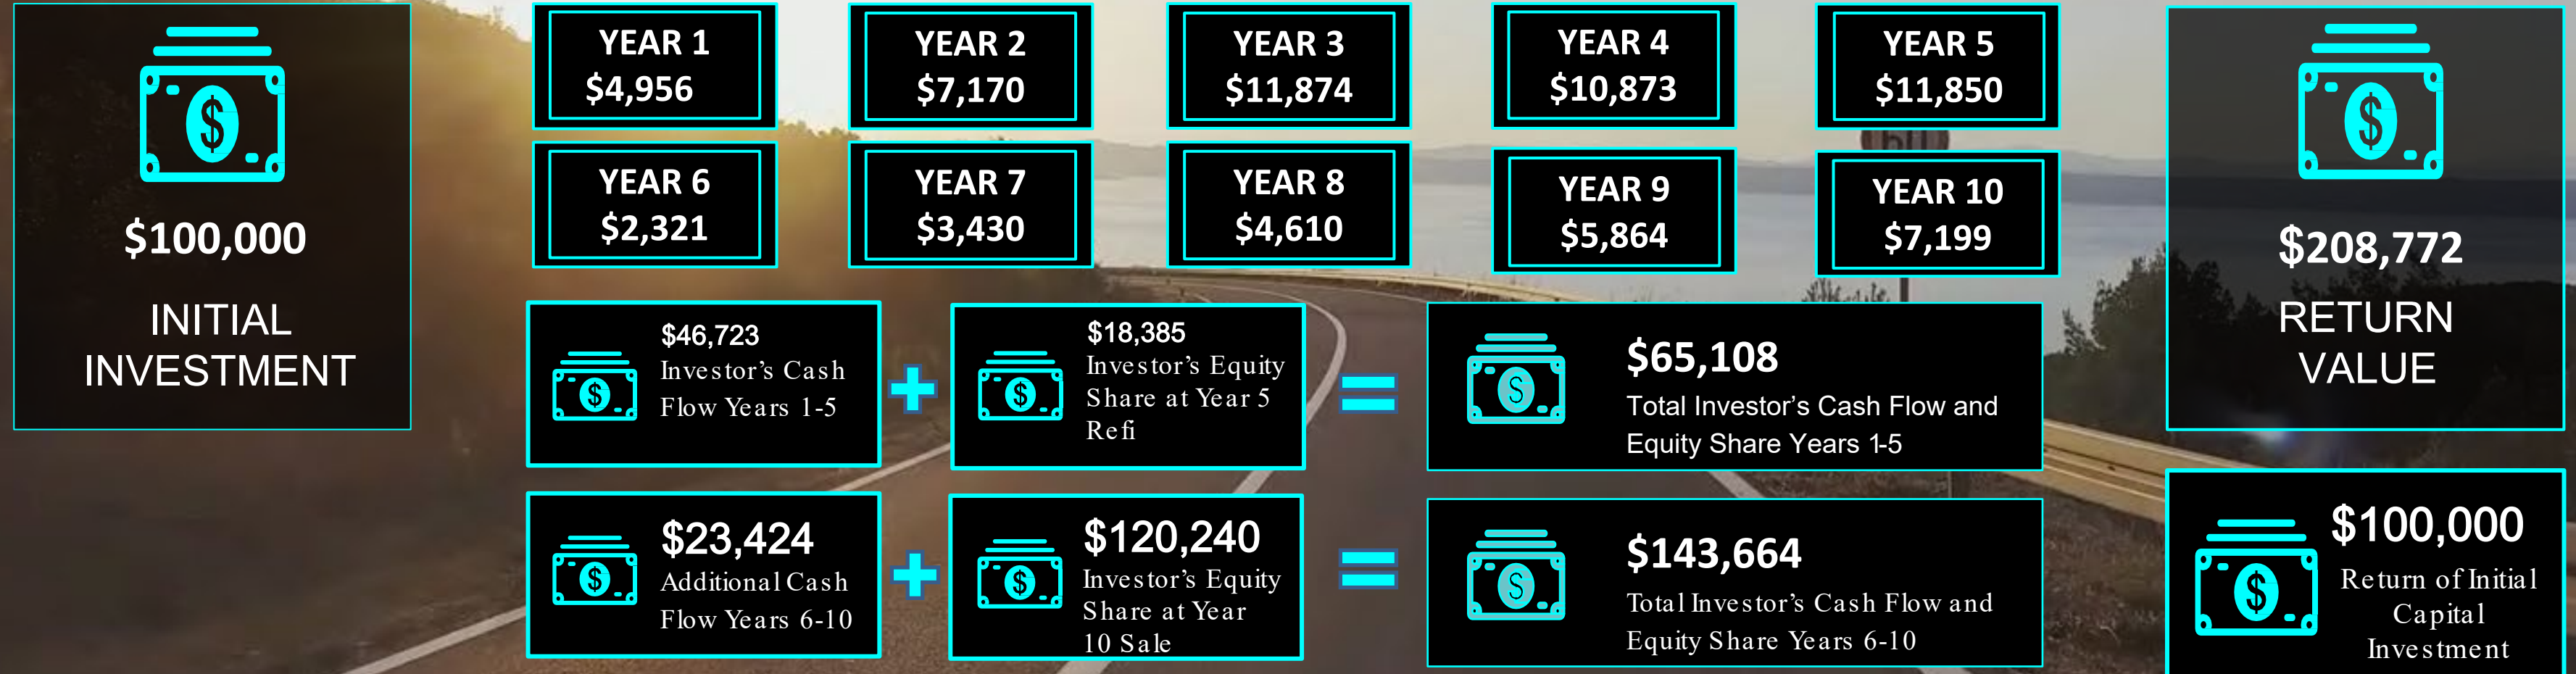 $100,000
INITIAL
INVESTMENT
YEAR 1
$4,956
YEAR 2
$7,170
YEAR 3
$11,874
YEAR 4
$10,873
YEAR 5
$11,850
YEAR 6
$2,321
YEAR 7
$3,430
YEAR 8
$4,610
YEAR 9
$5,864
YEAR 10
$7,199
$46,723
Investor's Cash
Flow Years 1-5
+
$18,385
Investor's Equity
Share at Year 5
Refi
=
$65,108
Total Investor's Cash Flow and
Equity Share Years 1-5
$23,424
Additional Cash
Flow Years 6-10
+
$120,240
Investor's Equity
Share at Year
10 Sale
=
$143,664
Total Investor's Cash Flow and
Equity Share Years 6-10
$208,772
RETURN
VALUE
$100,000
Return of Initial
Capital
Investment